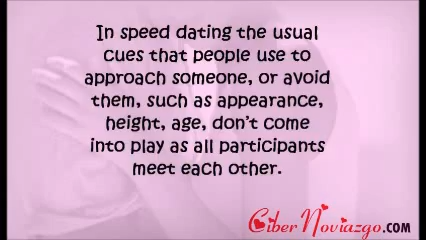 In speed dating the usual
cues that people use to
approach someone, or avoid
them, such as appearance,
height, age, don't come
into play as all participants
meet each other.
CiberNoviazgo.COM